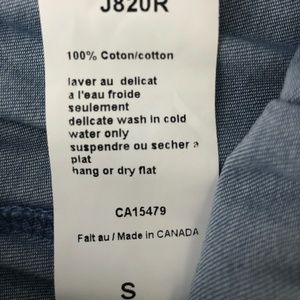 J820R
100% Coton/cotton
laver au delicat
a l'eau froide
seulement
delicate wash in cold
water only
suspendre ou secher a
plat
hang or dry flat
CA15479
Fait au / Made in CANADA
S